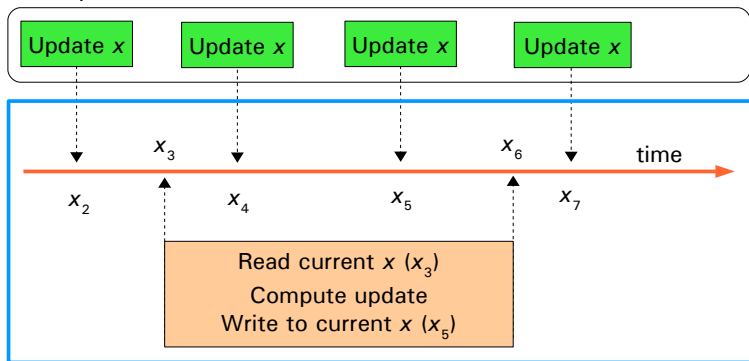 Update x Update x Update x Update x
x₃ x₆ time
x₂ x₄ x₅ x₇
Read current x (x₃)
Compute update
Write to current x (x₅)